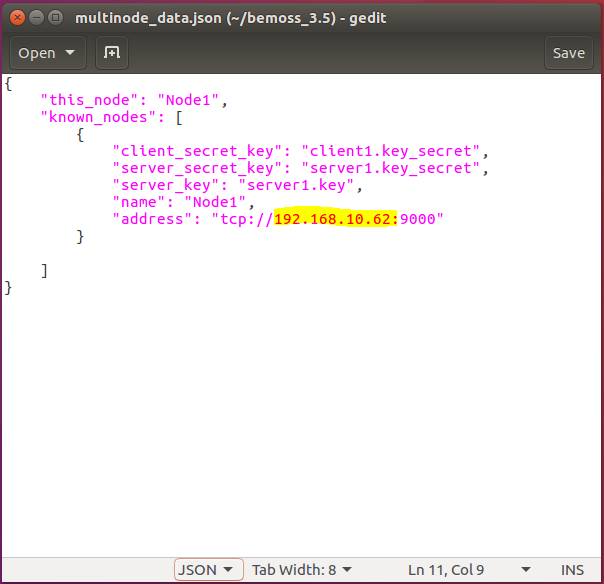 multinode_data.json (~/bemoss_3.5) - gedit
Open Save
{
"this_node": "Node1",
"known_nodes": [
{
"client_secret_key": "client1.key_secret",
"server_secret_key": "server1.key_secret",
"server_key": "server1.key",
"name": "Node1",
"address": "tcp://192.168.10.62:9000"
}
]
}
JSON Tab Width: 8 Ln 11, Col 9 INS